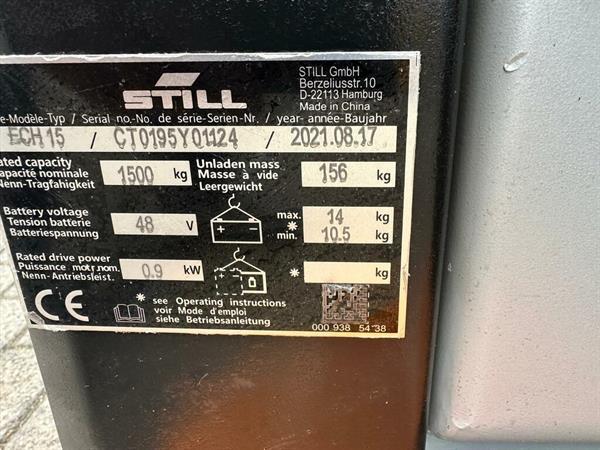 STILL
STILL GmbH
Berzeliusstr.10
D-22113 Hamburg
Made in China
e-Modèle-Typ / Serial no.-No. de série-Serien-Nr. / year- année-Baujahr
ECH 15 / CT0195Y01124 / 2021.08.17
ated capacity
apacité nominale
Nenn-Tragfähigkeit
1500 kg
Unladen mass
Masse à vide
Leergewicht
156 kg
Battery voltage
Tension batterie
Batteriespannung
48 V
max. 14 kg
*
min. 10.5 kg
Rated drive power
Puissance motr.nom.
Nenn-Antriebsleist.
0.9 kW
* kg
CE
* see Operating instructions
voir Mode d'emploi
siehe Betriebsanleitung
000 938 54 38